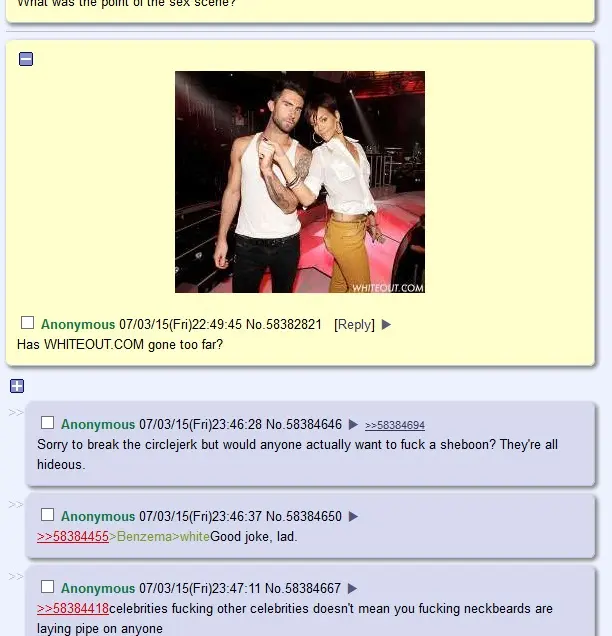 What was the point of the sex scene?
WHITEOUT.COM
Anonymous 07/03/15(Fri)22:49:45 No.58382821 [Reply] ▶
Has WHITEOUT.COM gone too far?
>> Anonymous 07/03/15(Fri)23:46:28 No.58384646 ▶ >>58384694
Sorry to break the circlejerk but would anyone actually want to fuck a sheboon? They're all
hideous.
>> Anonymous 07/03/15(Fri)23:46:37 No.58384650 ▶
>>58384455>Benzema>whiteGood joke, lad.
>> Anonymous 07/03/15(Fri)23:47:11 No.58384667 ▶
>>58384418celebrities fucking other celebrities doesn't mean you fucking neckbeards are
laying pipe on anyone